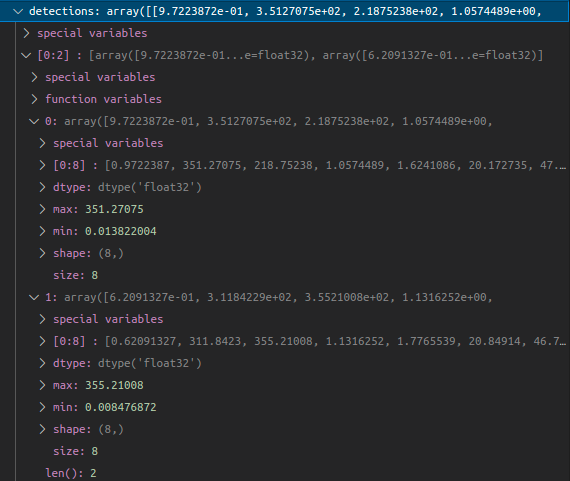 detections: array([[9.7223872e-01, 3.5127075e+02, 2.1875238e+02, 1.0574489e+00,
special variables
[0:2] : [array([9.7223867e-01...e=float32), array([6.2091327e-01...e=float32)]
special variables
function variables
0: array([9.7223872e-01, 3.5127075e+02, 2.1875238e+02, 1.0574489e+00,
special variables
[0:8] : [0.9722387, 351.27075, 218.75238, 1.0574489, 1.6241086, 20.172735, 47.…
dtype: dtype('float32')
max: 351.27075
min: 0.013822004
shape: (8,)
size: 8
1: array([6.2091327e-01, 3.1184229e+02, 3.5521008e+02, 1.1316252e+00,
special variables
[0:8] : [0.62091327, 311.8423, 355.21008, 1.1316252, 1.7765539, 20.84914, 46.7…
dtype: dtype('float32')
max: 355.21008
min: 0.008476872
shape: (8,)
size: 8
len(): 2